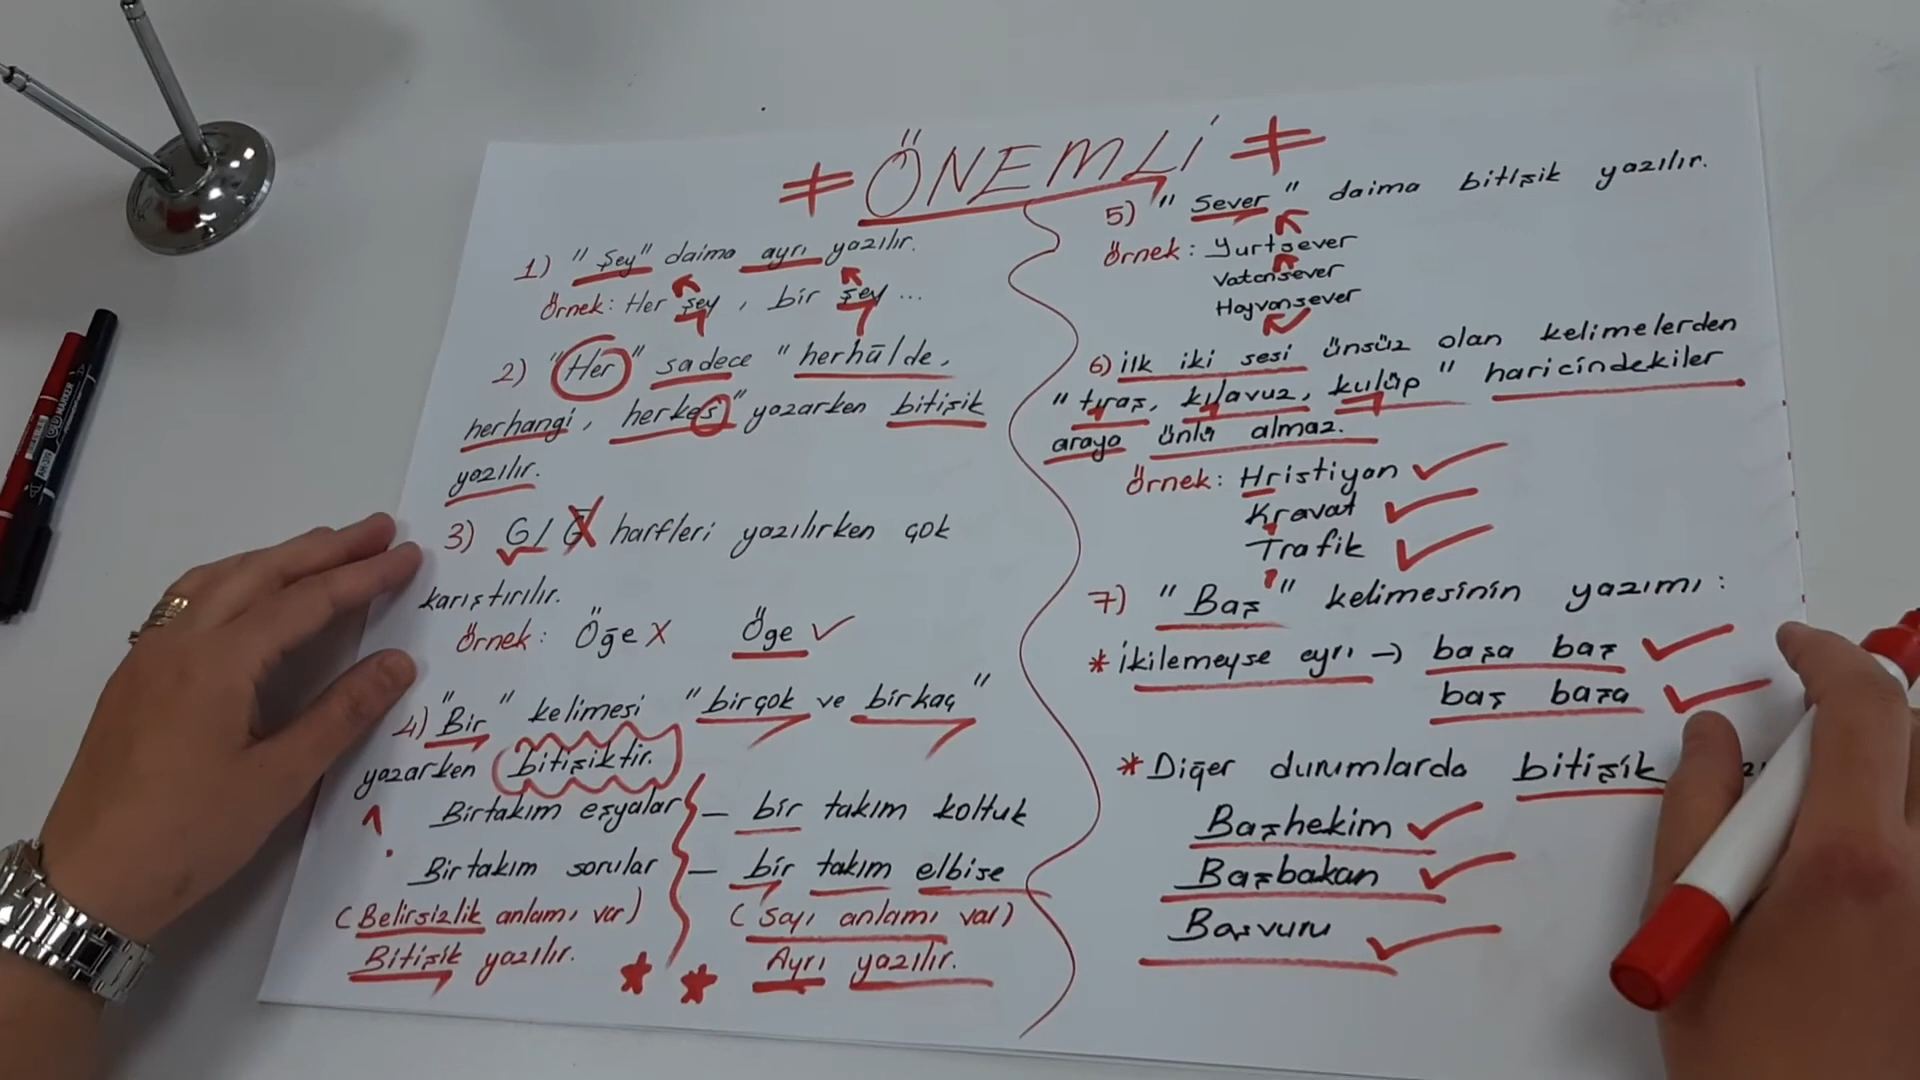 ÖNEMLİ
1) "Şey" daima ayrı yazılır.
Örnek: Her şey, bir şey...
2) "Her" sadece "herhâlde,
herhangi, herkes" yazarken bitişik
yazılır.
3) G/ Ğ harfleri yazılırken çok
karıştırılır.
Örnek: Öğe X Öge ✓
4) "Bir" kelimesi "birçok ve birkaç"
yazarken bitişiktir.
Birtakım eşyalar — bir takım koltuk
Birtakım sorular — bir takım elbise
(Belirsizlik anlamı var) (Sayı anlamı var)
Bitişik yazılır. ** Ayrı yazılır.
5) "Sever" daima bitişik yazılır.
Örnek: Yurtsever
Vatansever
Hayvansever
6) İlk iki sesi ünsüz olan kelimelerden
"tıraş, kılavuz, kulüp" haricindekiler
araya ünlü almaz.
Örnek: Hristiyan ✓
Kravat ✓
Trafik ✓
7) "Baş" kelimesinin yazımı:
* İkilemeyse ayrı → başa baş ✓
baş başa ✓
* Diğer durumlarda bitişik
Başhekim ✓
Başbakan ✓
Başvuru ✓